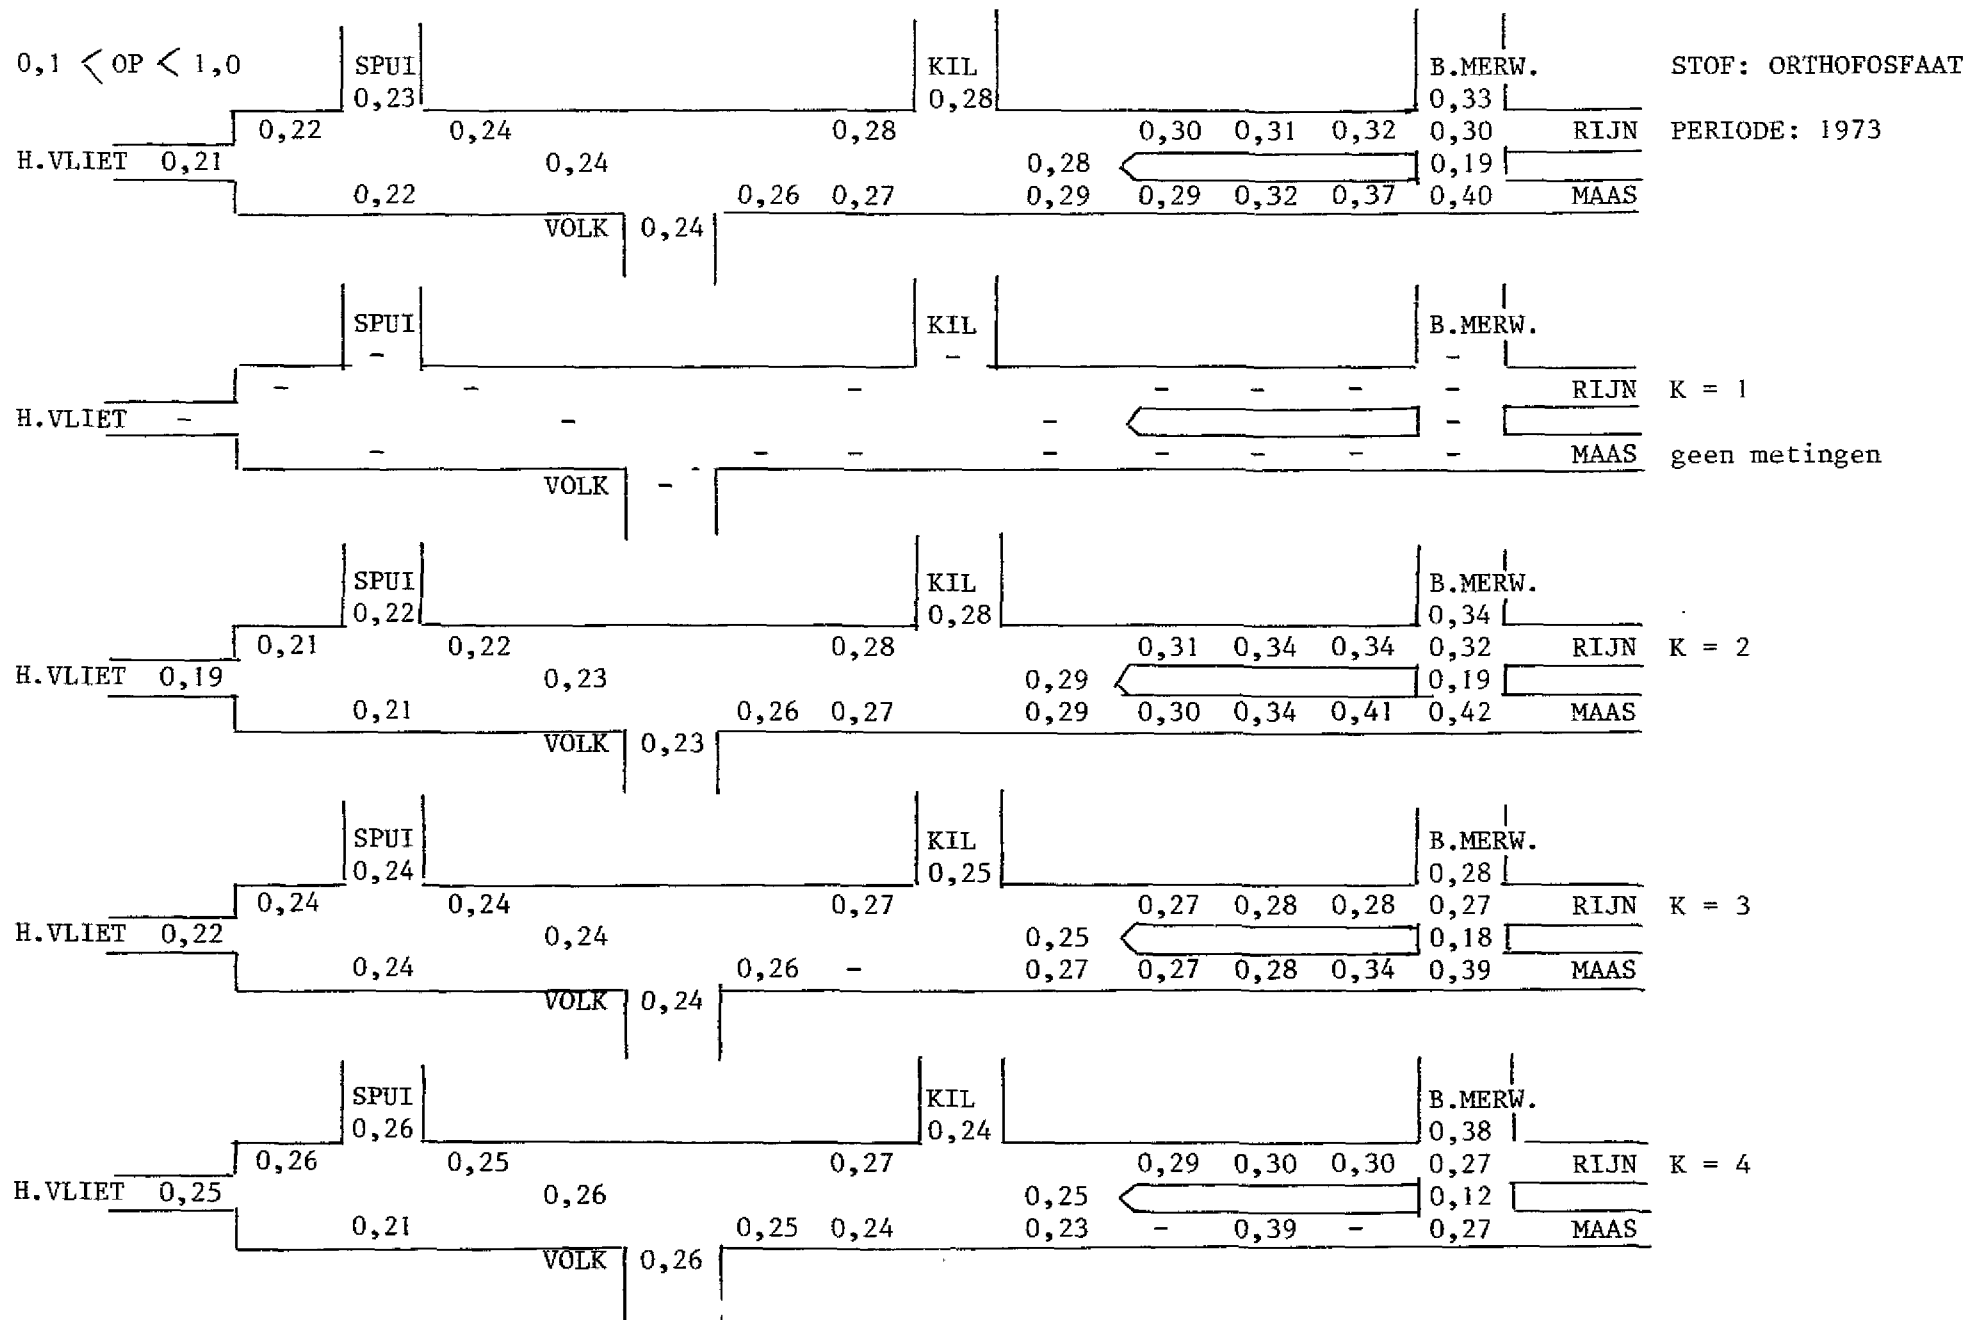 0,1 < OP < 1,0 SPUI KIL B.MERW. STOF: ORTHOFOSFAAT
0,23 0,28 0,33
0,22 0,24 0,28 0,30 0,31 0,32 0,30 RIJN PERIODE: 1973
H.VLIET 0,21 0,24 0,28 0,19
0,22 0,26 0,27 0,29 0,29 0,32 0,37 0,40 MAAS
VOLK 0,24
SPUI KIL B.MERW.
- - -
- - - - - - - RIJN K = 1
H.VLIET - - - -
- - - - - - - - MAAS geen metingen
VOLK -
SPUI KIL B.MERW.
0,22 0,28 0,34
0,21 0,22 0,28 0,31 0,34 0,34 0,32 RIJN K = 2
H.VLIET 0,19 0,23 0,29 0,19
0,21 0,26 0,27 0,29 0,30 0,34 0,41 0,42 MAAS
VOLK 0,23
SPUI KIL B.MERW.
0,24 0,25 0,28
0,24 0,24 0,27 0,27 0,28 0,28 0,27 RIJN K = 3
H.VLIET 0,22 0,24 0,25 0,18
0,24 0,26 - 0,27 0,27 0,28 0,34 0,39 MAAS
VOLK 0,24
SPUI KIL B.MERW.
0,26 0,24 0,38
0,26 0,25 0,27 0,29 0,30 0,30 0,27 RIJN K = 4
H.VLIET 0,25 0,26 0,25 0,12
0,21 0,25 0,24 0,23 - 0,39 - 0,27 MAAS
VOLK 0,26